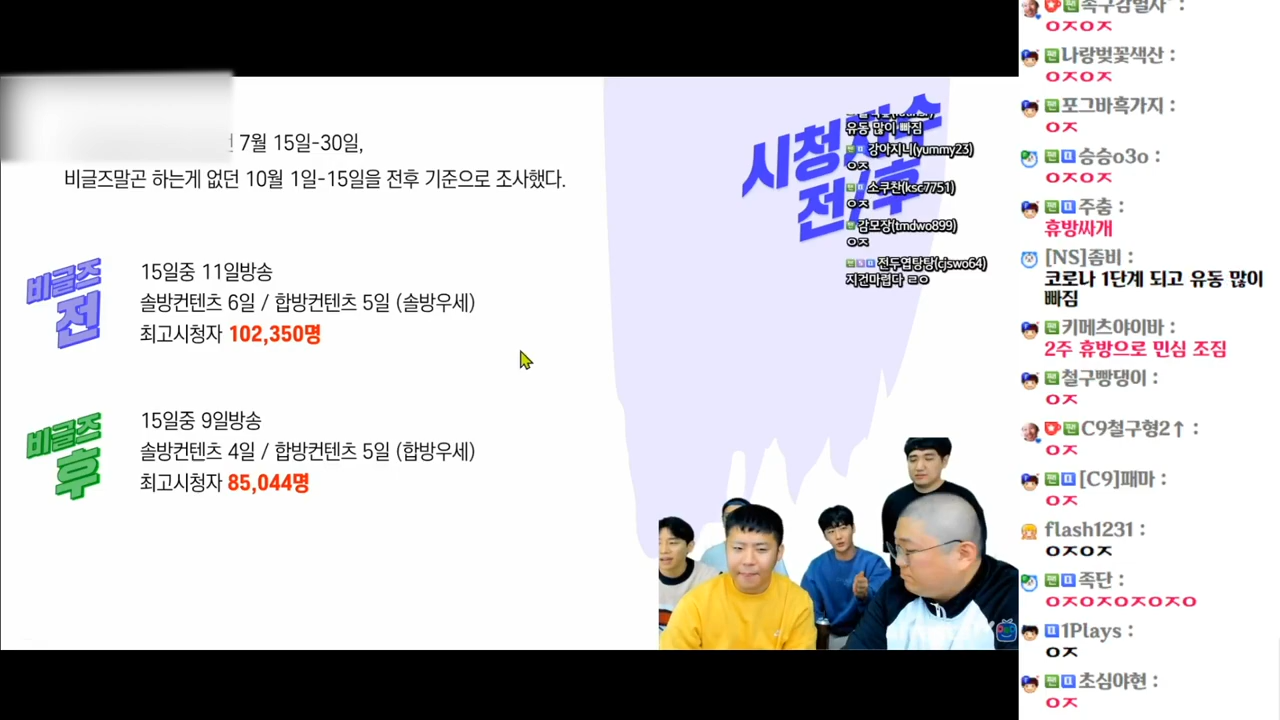 7월 15일-30일,
비글즈말곤 하는게 없던 10월 1일-15일을 전후 기준으로 조사했다.
시청자수
전/후
비글즈
전
15일중 11일방송
솔방컨텐츠 6일 / 합방컨텐츠 5일 (솔방우세)
최고시청자 102,350명
비글즈
후
15일중 9일방송
솔방컨텐츠 4일 / 합방컨텐츠 5일 (합방우세)
최고시청자 85,044명
유동 많이 빠짐
강아지니(yummy23)
ㅇㅈ
소쿠찬(ksc7751)
ㅇㅈ
감모장(tmdwo899)
ㅇㅈ
전두엽탕탕(cjswo64)
지건마렵다 ㄹㅇ
족구감별사* :
ㅇㅈㅇㅈ
나랑벚꽃색산 :
ㅇㅈㅇㅈ
포그바흑가지 :
ㅇㅈ
승승o3o :
ㅇㅈㅇㅈ
주춤 :
휴방싸개
[NS]좀비 :
코로나 1단계 되고 유동 많이
빠짐
키메츠야이바 :
2주 휴방으로 민심 조짐
철구빵댕이 :
ㅇㅈ
C9철구형2↑ :
ㅇㅈ
[C9]패마 :
ㅇㅈ
flash1231 :
ㅇㅈㅇㅈ
족단 :
ㅇㅈㅇㅈㅇㅈㅇㅈㅇ
1Plays :
ㅇㅈ
초심야현 :
ㅇㅈ